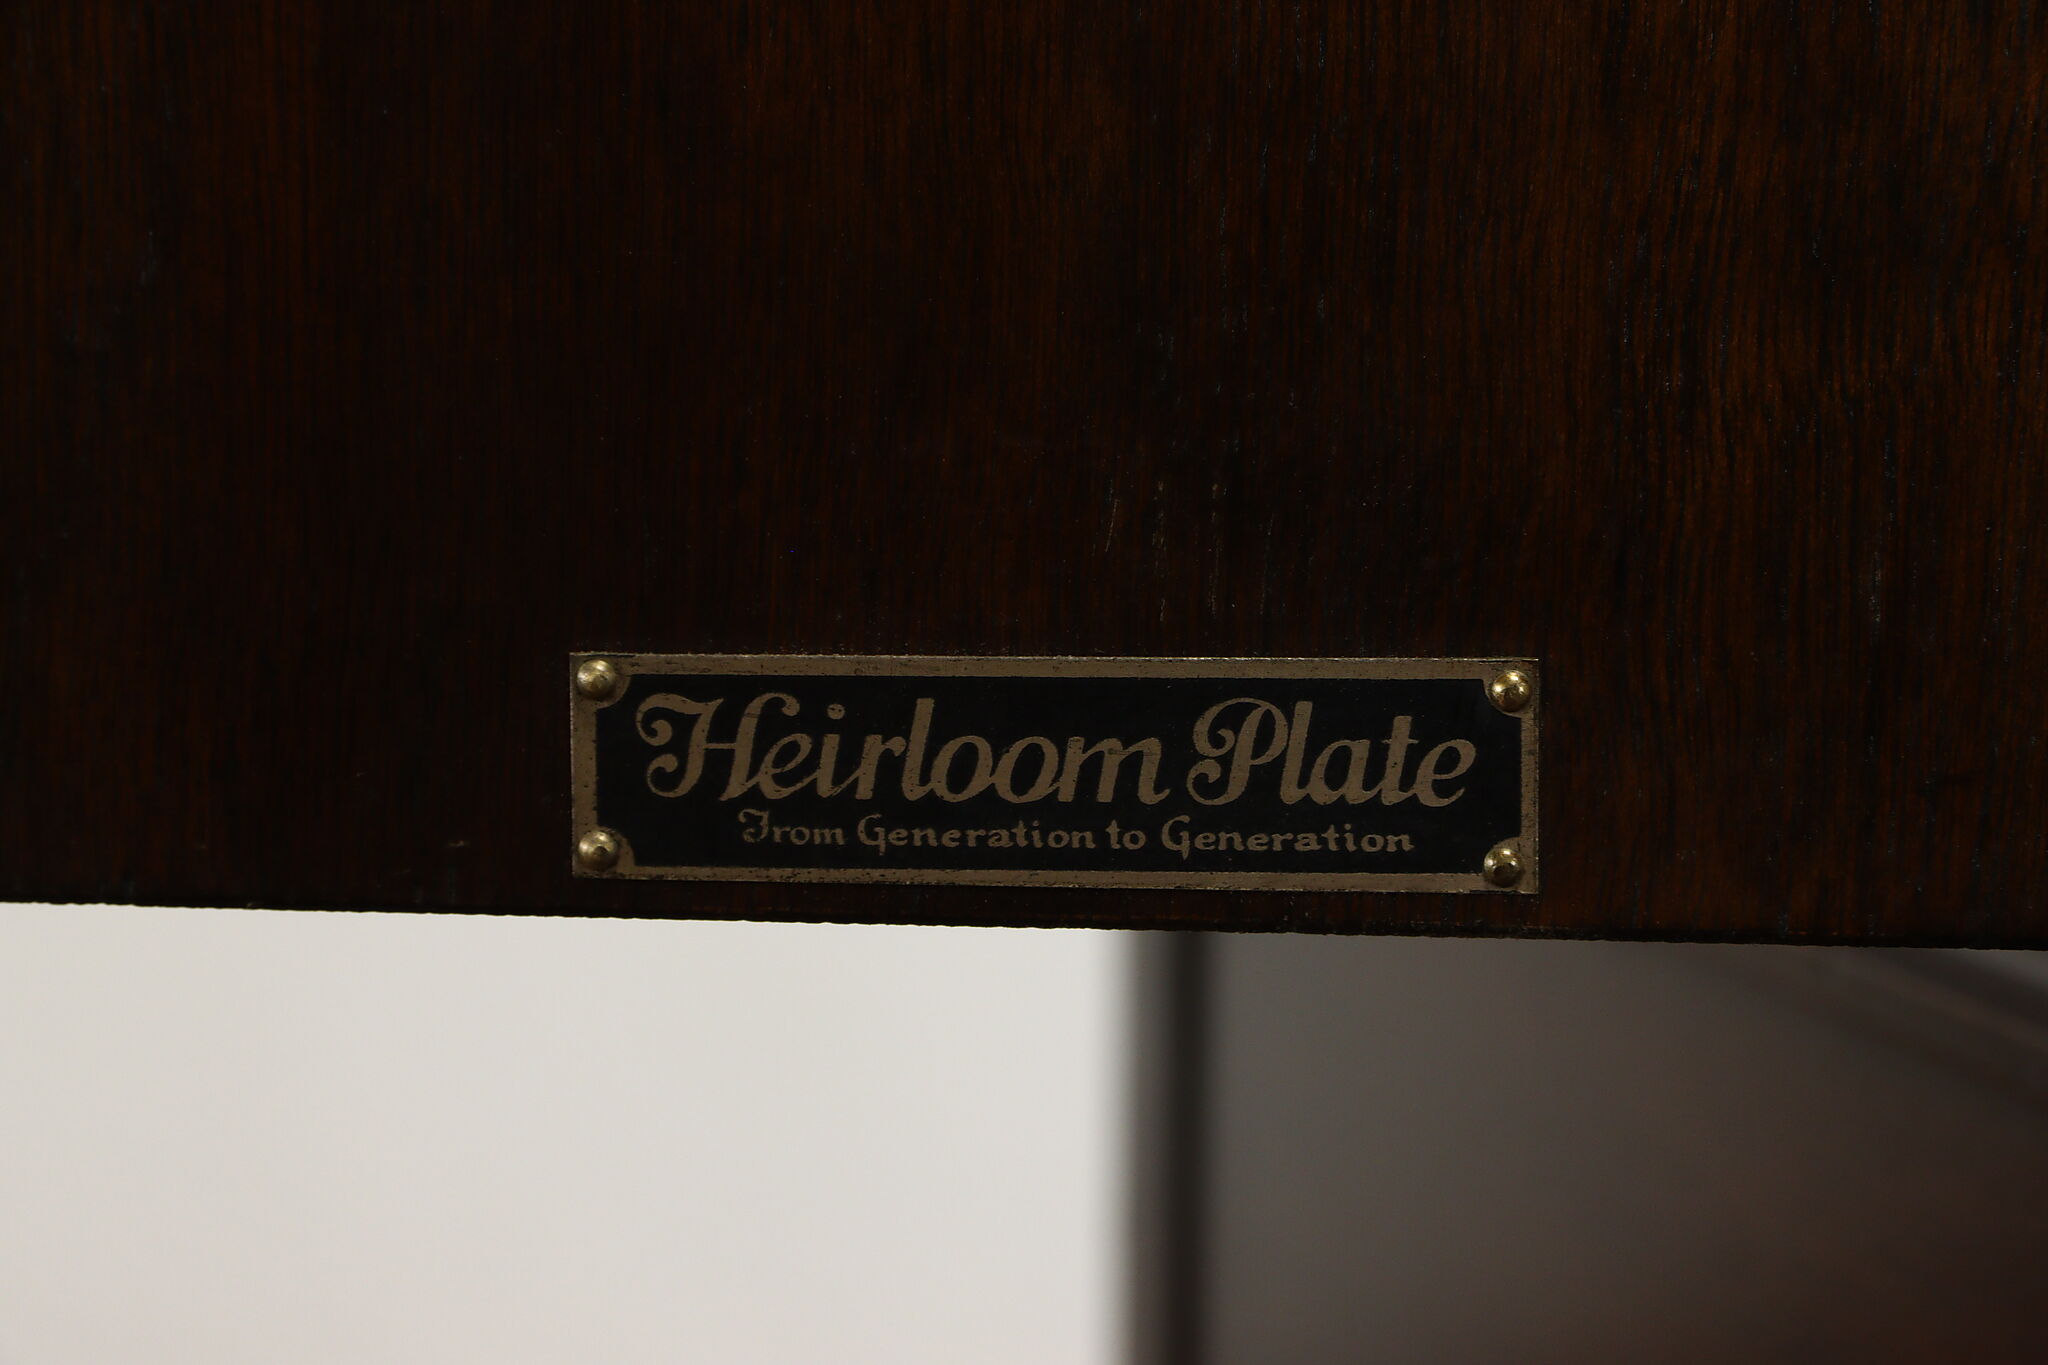 Heirloom Plate
From Generation to Generation